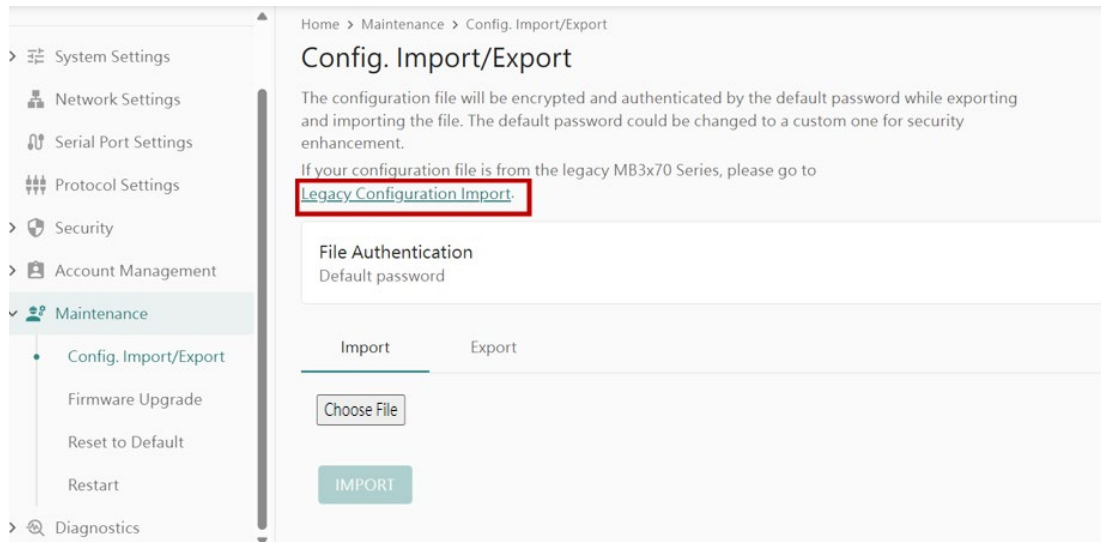 System Settings
Network Settings
Serial Port Settings
Protocol Settings
Security
Account Management
Maintenance
Config. Import/Export
Firmware Upgrade
Reset to Default
Restart
Diagnostics
Home > Maintenance > Config. Import/Export
Config. Import/Export
The configuration file will be encrypted and authenticated by the default password while exporting
and importing the file. The default password could be changed to a custom one for security
enhancement.
If your configuration file is from the legacy MB3x70 Series, please go to
Legacy Configuration Import.
File Authentication
Default password
Import Export
Choose File
IMPORT